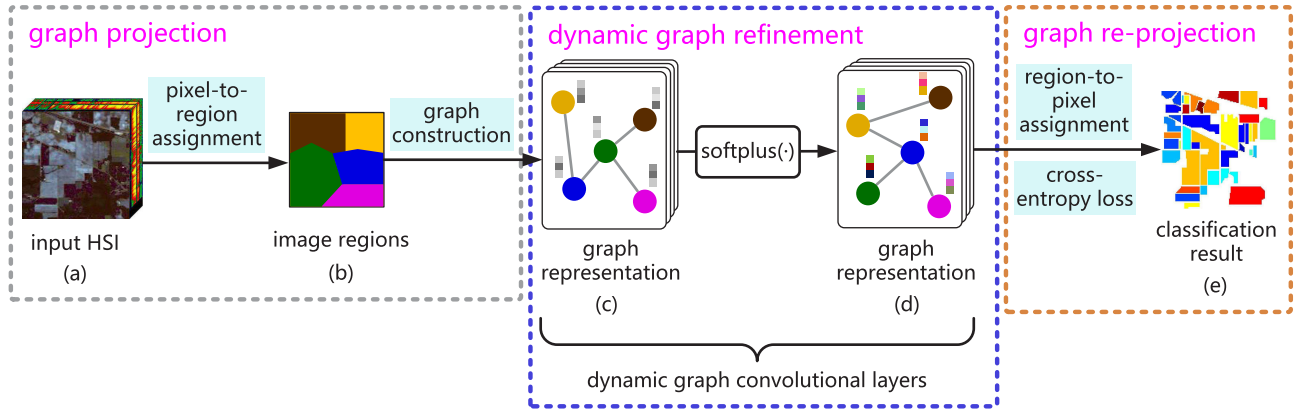 graph projection
pixel-to-
region
assignment
graph
construction
input HSI
(a)
image regions
(b)
dynamic graph refinement
softplus(·)
graph
representation
(c)
graph
representation
(d)
dynamic graph convolutional layers
graph re-projection
region-to-
pixel
assignment
cross-
entropy loss
classification
result
(e)